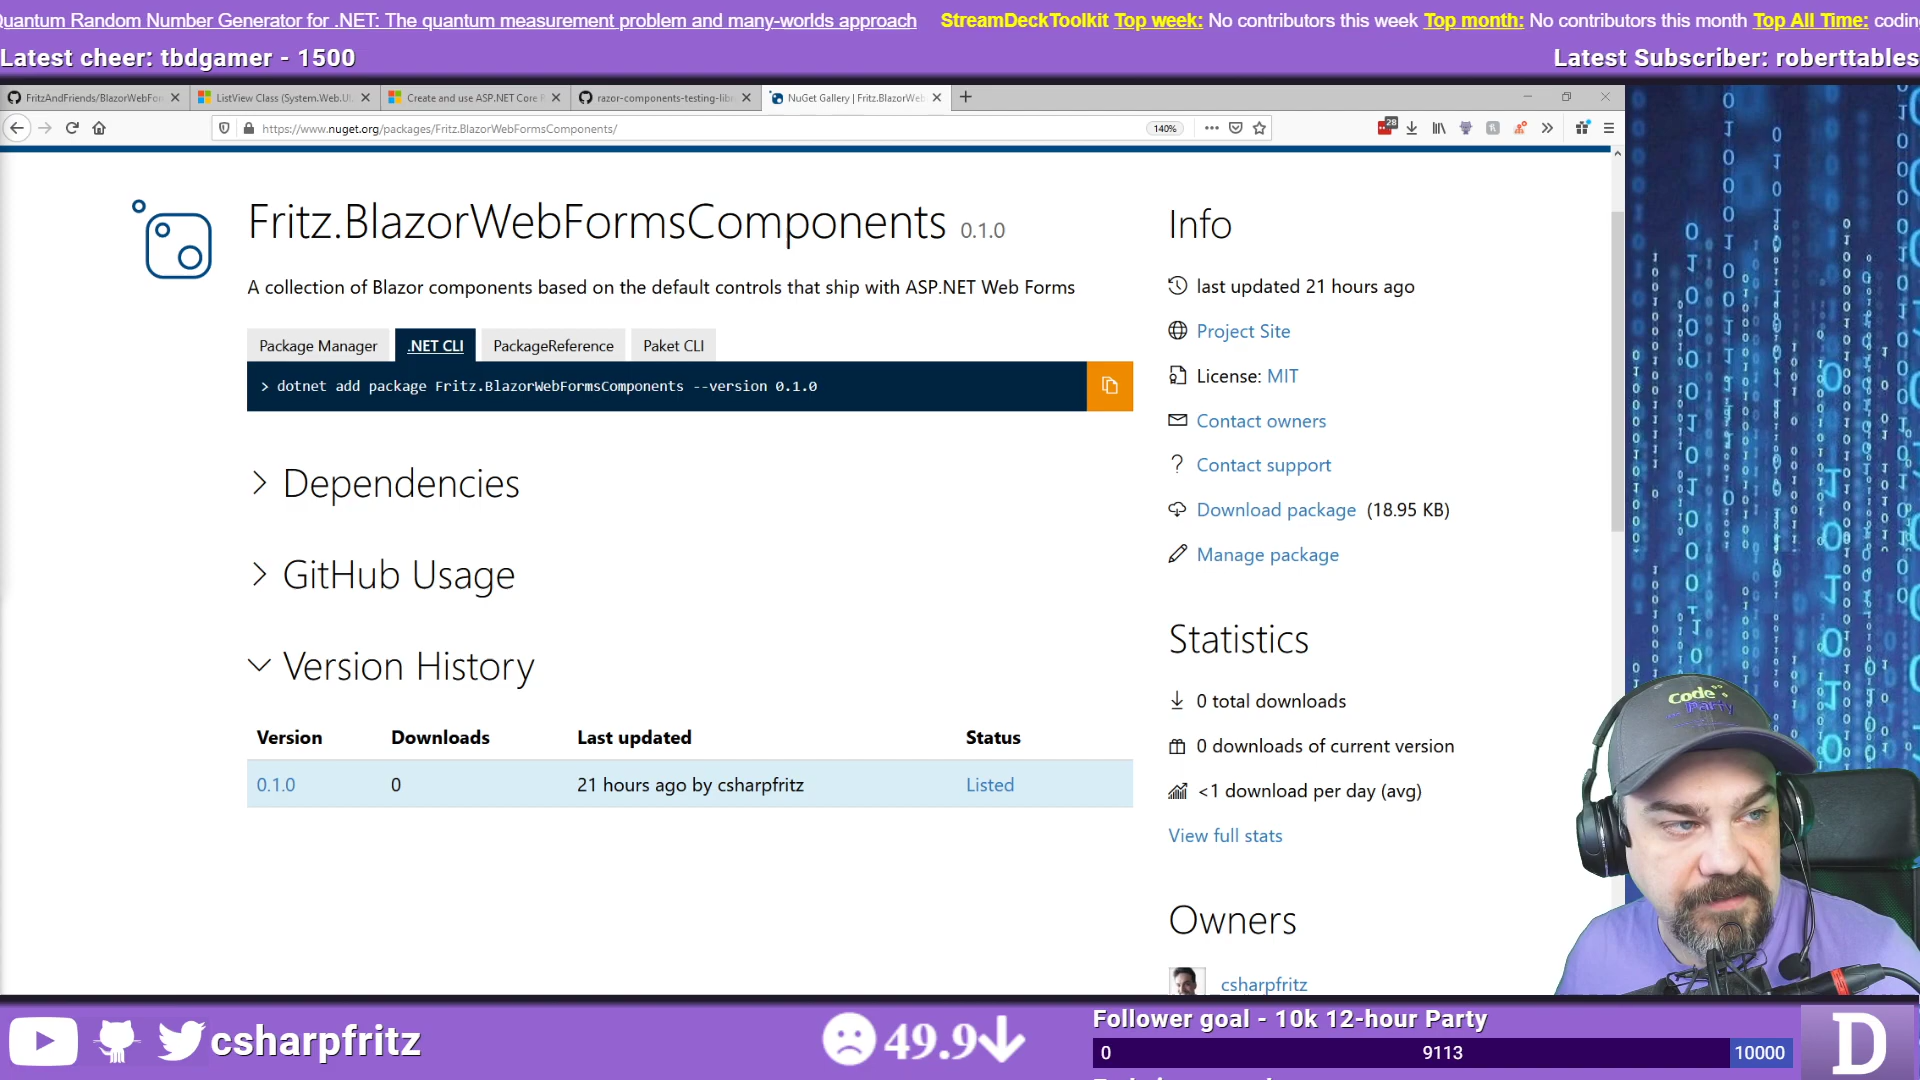 Quantum Random Number Generator for .NET: The quantum measurement problem and many-worlds approach StreamDeckToolkit Top week: No contributors this week Top month: No contributors this month Top All Time:
Latest cheer: tbdgamer - 1500
Latest Subscriber: roberttables
FritzAndFriends/BlazorWebFor
ListView Class (System.Web.UI
Create and use ASP.NET Core
razor-components-testing-libr
NuGet Gallery | Fritz.BlazorWeb
https://www.nuget.org/packages/Fritz.BlazorWebFormsComponents/
140%
28
Fritz.BlazorWebFormsComponents 0.1.0
A collection of Blazor components based on the default controls that ship with ASP.NET Web Forms
Package Manager
.NET CLI
PackageReference
Paket CLI
> dotnet add package Fritz.BlazorWebFormsComponents --version 0.1.0
Dependencies
GitHub Usage
Version History
Version Downloads Last updated Status
0.1.0 0 21 hours ago by csharpfritz Listed
Info
last updated 21 hours ago
Project Site
License: MIT
Contact owners
Contact support
Download package (18.95 KB)
Manage package
Statistics
0 total downloads
0 downloads of current version
<1 download per day (avg)
View full stats
Owners
csharpfritz
Code
Party
csharpfritz
49.9
Follower goal - 10k 12-hour Party
0 9113 10000
D